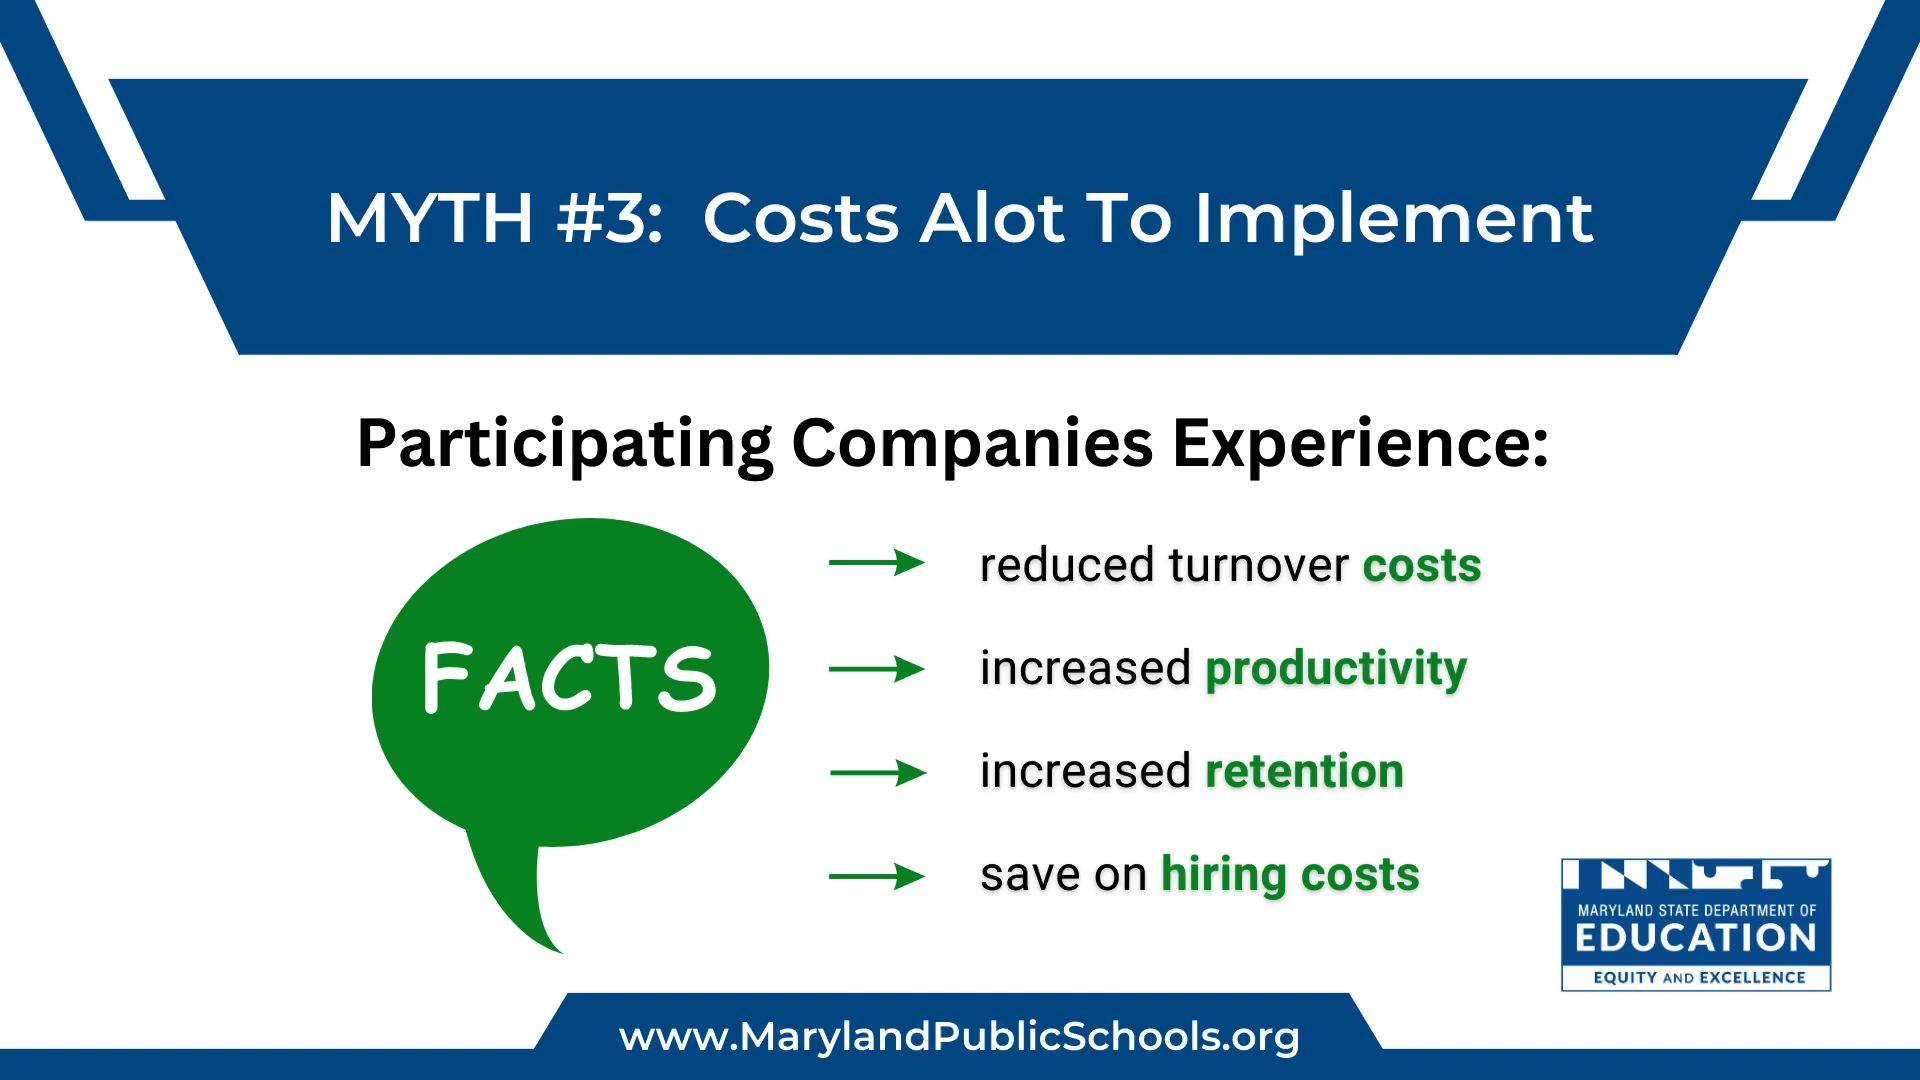 MYTH #3: Costs Alot To Implement
Participating Companies Experience:
FACTS
reduced turnover costs
increased productivity
increased retention
save on hiring costs
MARYLAND STATE DEPARTMENT OF
EDUCATION
EQUITY AND EXCELLENCE
www.MarylandPublicSchools.org